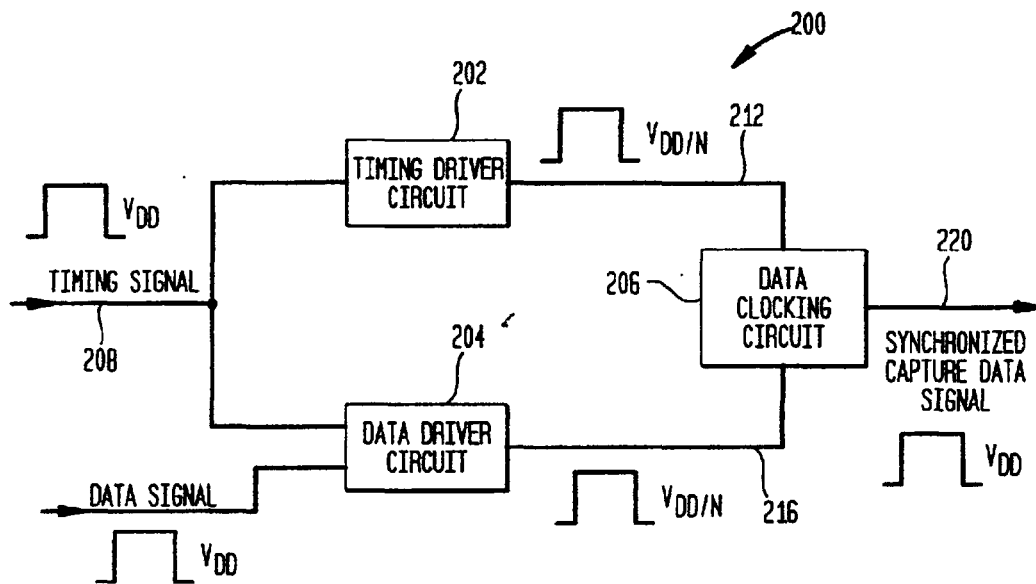 200
202
212
V_DD/N
TIMING DRIVER
CIRCUIT
V_DD
TIMING SIGNAL
208
206
DATA
CLOCKING
CIRCUIT
220
SYNCHRONIZED
CAPTURE DATA
SIGNAL
V_DD
204
DATA DRIVER
CIRCUIT
216
V_DD/N
DATA SIGNAL
V_DD